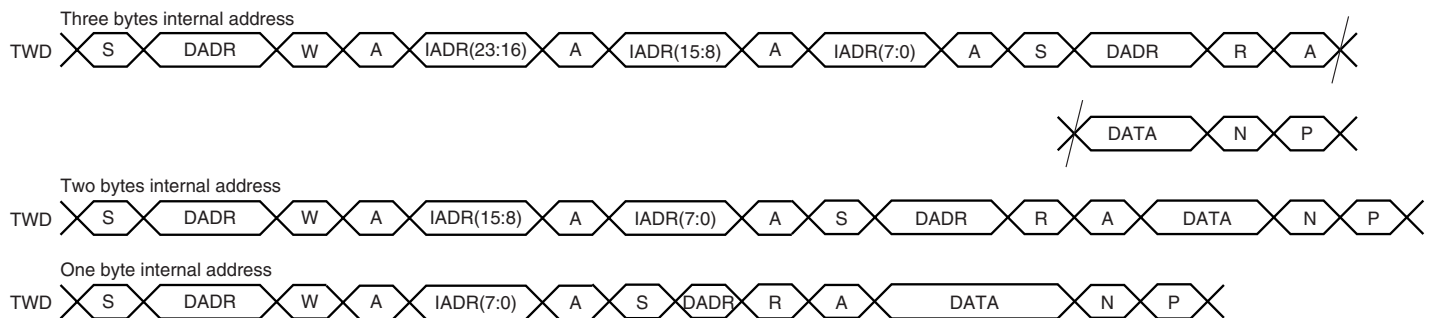 Three bytes internal address
TWD S DADR W A IADR(23:16) A IADR(15:8) A IADR(7:0) A S DADR R A
DATA N P
Two bytes internal address
TWD S DADR W A IADR(15:8) A IADR(7:0) A S DADR R A DATA N P
One byte internal address
TWD S DADR W A IADR(7:0) A S DADR R A DATA N P